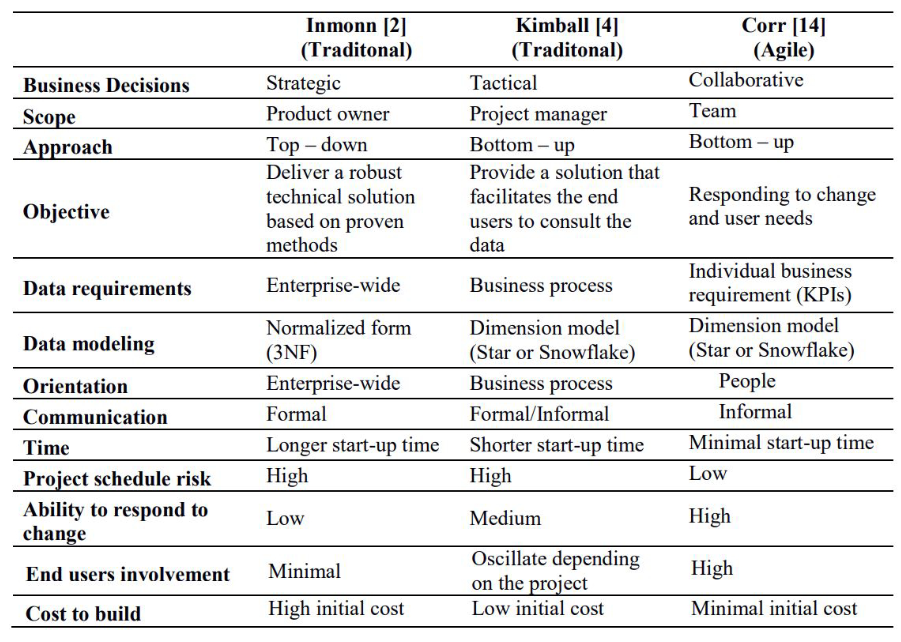 Inmonn [2] Kimball [4] Corr [14]
(Traditonal) (Traditonal) (Agile)
Business Decisions Strategic Tactical Collaborative
Scope Product owner Project manager Team
Approach Top – down Bottom – up Bottom – up
Objective
Deliver a robust
technical solution
based on proven
methods
Provide a solution that
facilitates the end
users to consult the
data
Responding to change
and user needs
Data requirements Enterprise-wide Business process
Individual business
requirement (KPIs)
Data modeling
Normalized form
(3NF)
Dimension model
(Star or Snowflake)
Dimension model
(Star or Snowflake)
Orientation Enterprise-wide Business process People
Communication Formal Formal/Informal Informal
Time Longer start-up time Shorter start-up time Minimal start-up time
Project schedule risk High High Low
Ability to respond to
change
Low Medium High
End users involvement Minimal
Oscillate depending
on the project
High
Cost to build High initial cost Low initial cost Minimal initial cost